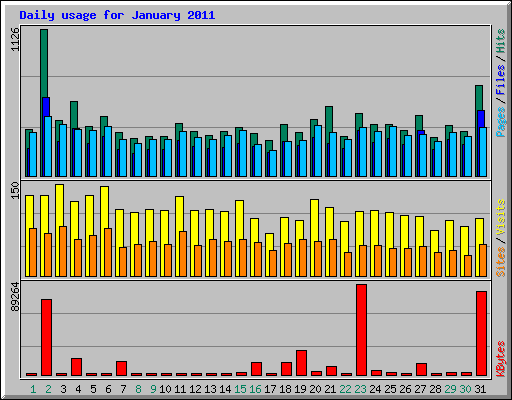 Daily usage for January 2011
1126
Pages / Files / Hits
150
Sites / Visits
89264
KBytes
1 2 3 4 5 6 7 8 9 10 11 12 13 14 15 16 17 18 19 20 21 22 23 24 25 26 27 28 29 30 31